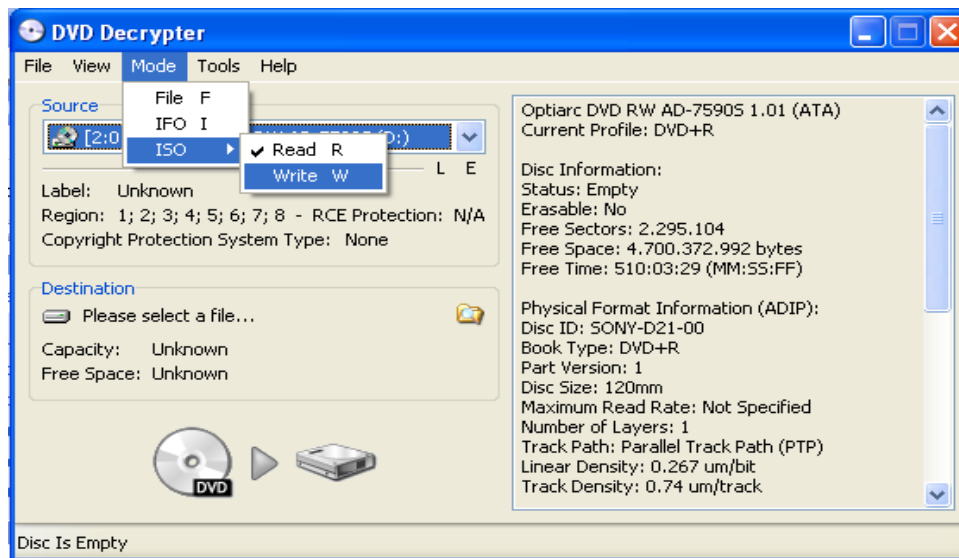 DVD Decrypter
File View Mode Tools Help
File F
IFO I
ISO
Read R
Write W
Source
[2:0
(D:)
L E
Label: Unknown
Region: 1; 2; 3; 4; 5; 6; 7; 8 - RCE Protection: N/A
Copyright Protection System Type: None
Destination
Please select a file...
Capacity: Unknown
Free Space: Unknown
DVD
Optiarc DVD RW AD-7590S 1.01 (ATA)
Current Profile: DVD+R
Disc Information:
Status: Empty
Erasable: No
Free Sectors: 2.295.104
Free Space: 4.700.372.992 bytes
Free Time: 510:03:29 (MM:SS:FF)
Physical Format Information (ADIP):
Disc ID: SONY-D21-00
Book Type: DVD+R
Part Version: 1
Disc Size: 120mm
Maximum Read Rate: Not Specified
Number of Layers: 1
Track Path: Parallel Track Path (PTP)
Linear Density: 0.267 um/bit
Track Density: 0.74 um/track
Disc Is Empty